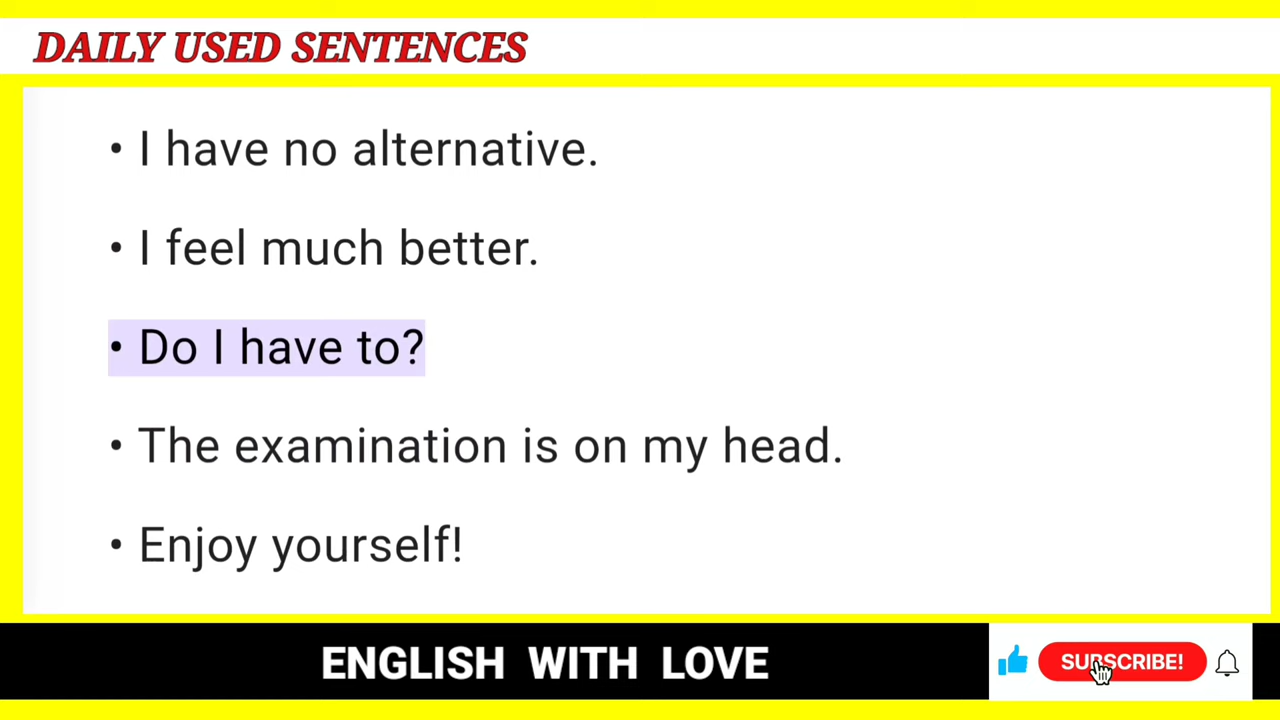 DAILY USED SENTENCES
• I have no alternative.
• I feel much better.
• Do I have to?
• The examination is on my head.
• Enjoy yourself!
ENGLISH WITH LOVE
SUBSCRIBE!